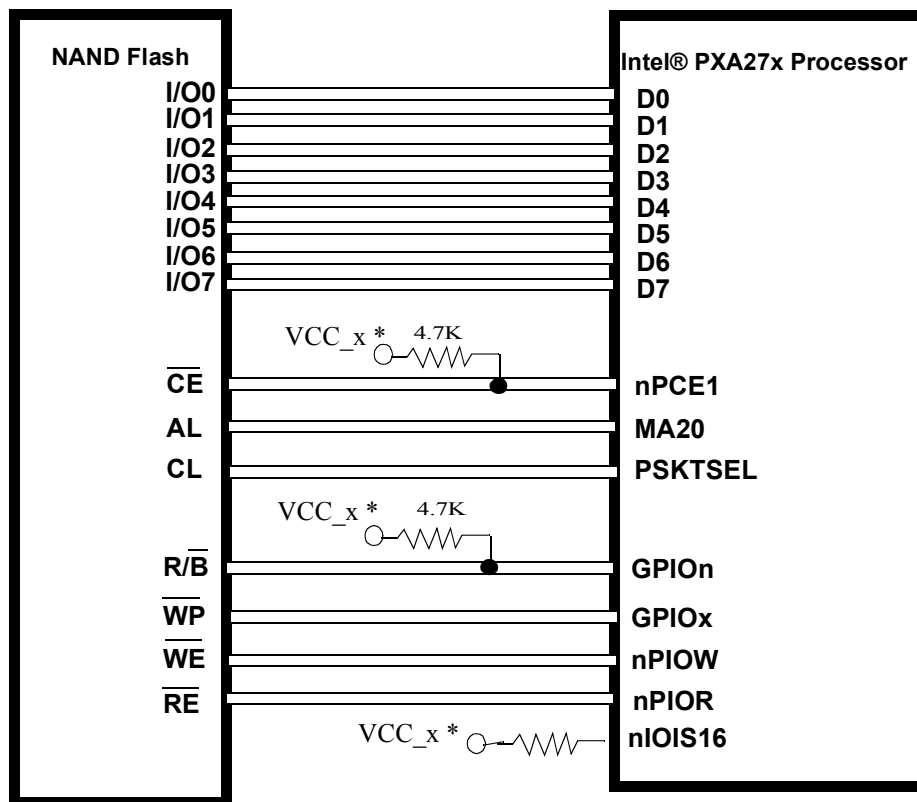 NAND Flash
Intel® PXA27x Processor
I/O0
D0
I/O1
D1
I/O2
D2
I/O3
D3
I/O4
D4
I/O5
D5
I/O6
D6
I/O7
D7
VCC_x * 4.7K
CE
nPCE1
AL
MA20
CL
PSKTSEL
VCC_x * 4.7K
R/B
GPIOn
WP
GPIOx
WE
nPIOW
RE
nPIOR
VCC_x *
nIOIS16